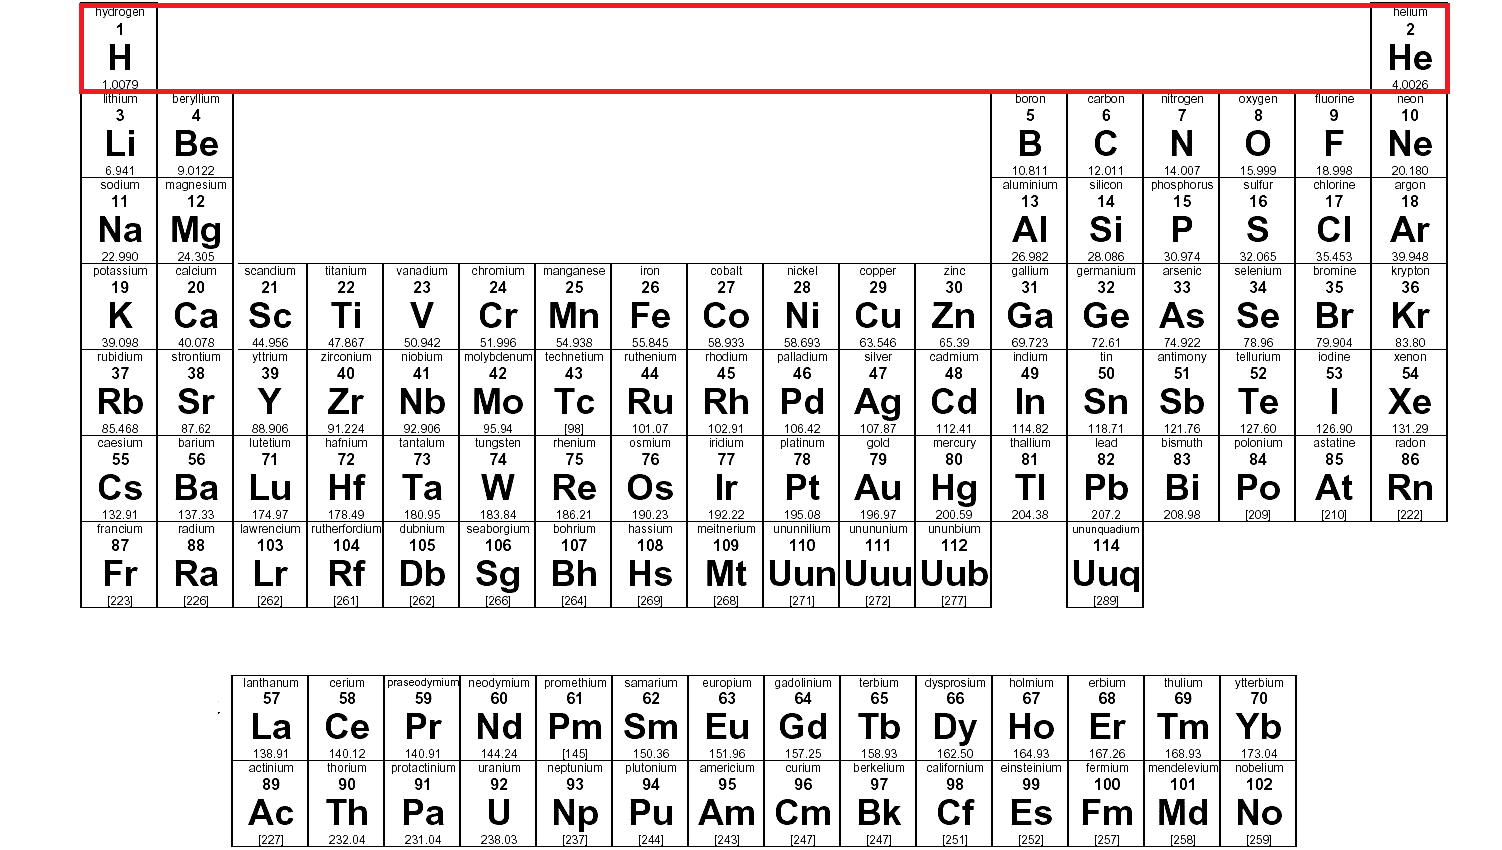 hydrogen helium
1 2
H He
1.0079 4.0026
lithium beryllium boron carbon nitrogen oxygen fluorine neon
3 4 5 6 7 8 9 10
Li Be B C N O F Ne
6.941 9.0122 10.811 12.011 14.007 15.999 18.998 20.180
sodium magnesium aluminium silicon phosphorus sulfur chlorine argon
11 12 13 14 15 16 17 18
Na Mg Al Si P S Cl Ar
22.990 24.305 26.982 28.086 30.974 32.065 35.453 39.948
potassium calcium scandium titanium vanadium chromium manganese iron cobalt nickel copper zinc gallium germanium arsenic selenium bromine krypton
19 20 21 22 23 24 25 26 27 28 29 30 31 32 33 34 35 36
K Ca Sc Ti V Cr Mn Fe Co Ni Cu Zn Ga Ge As Se Br Kr
39.098 40.078 44.956 47.867 50.942 51.996 54.938 55.845 58.933 58.693 63.546 65.39 69.723 72.61 74.922 78.96 79.904 83.80
rubidium strontium yttrium zirconium niobium molybdenum technetium ruthenium rhodium palladium silver cadmium indium tin antimony tellurium iodine xenon
37 38 39 40 41 42 43 44 45 46 47 48 49 50 51 52 53 54
Rb Sr Y Zr Nb Mo Tc Ru Rh Pd Ag Cd In Sn Sb Te I Xe
85.468 87.62 88.906 91.224 92.906 95.94 [98] 101.07 102.91 106.42 107.87 112.41 114.82 118.71 121.76 127.60 126.90 131.29
caesium barium lutetium hafnium tantalum tungsten rhenium osmium iridium platinum gold mercury thallium lead bismuth polonium astatine radon
55 56 71 72 73 74 75 76 77 78 79 80 81 82 83 84 85 86
Cs Ba Lu Hf Ta W Re Os Ir Pt Au Hg Tl Pb Bi Po At Rn
132.91 137.33 174.97 178.49 180.95 183.84 186.21 190.23 192.22 195.08 196.97 200.59 204.38 207.2 208.98 [209] [210] [222]
francium radium lawrencium rutherfordium dubnium seaborgium bohrium hassium meitnerium ununnilium unununium ununbium ununquadium
87 88 103 104 105 106 107 108 109 110 111 112 114
Fr Ra Lr Rf Db Sg Bh Hs Mt Uun Uuu Uub Uuq
[223] [226] [262] [261] [262] [266] [264] [269] [268] [271] [272] [277] [289]
lanthanum cerium praseodymium neodymium promethium samarium europium gadolinium terbium dysprosium holmium erbium thulium ytterbium
57 58 59 60 61 62 63 64 65 66 67 68 69 70
La Ce Pr Nd Pm Sm Eu Gd Tb Dy Ho Er Tm Yb
138.91 140.12 140.91 144.24 [145] 150.36 151.96 157.25 158.93 162.50 164.93 167.26 168.93 173.04
actinium thorium protactinium uranium neptunium plutonium americium curium berkelium californium einsteinium fermium mendelevium nobelium
89 90 91 92 93 94 95 96 97 98 99 100 101 102
Ac Th Pa U Np Pu Am Cm Bk Cf Es Fm Md No
[227] 232.04 231.04 238.03 [237] [244] [243] [247] [247] [251] [252] [257] [258] [259]